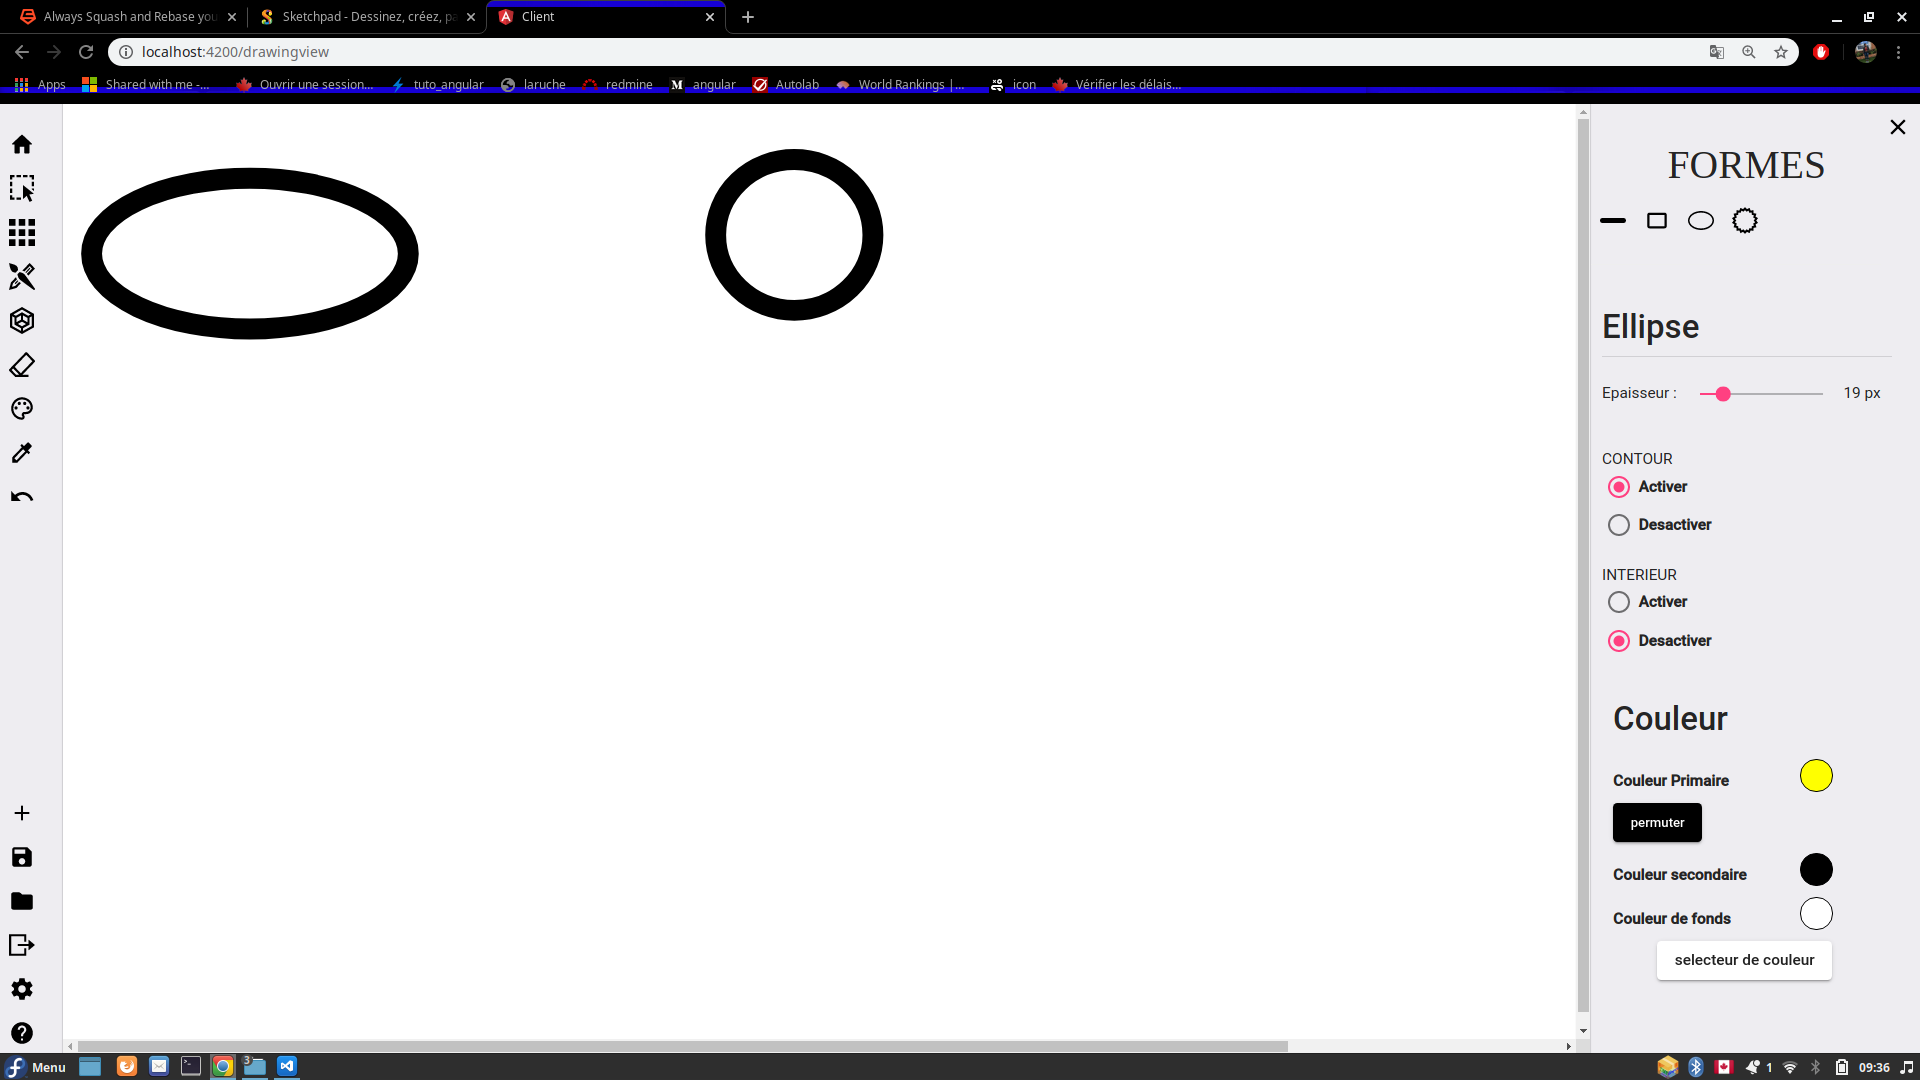 Always Squash and Rebase you
Sketchpad - Dessinez, créez, pa
Client
localhost:4200/drawingview
Apps
Shared with me -...
Ouvrir une session...
tuto_angular
laruche
redmine
M angular
Autolab
World Rankings |...
icon
Vérifier les délais...
FORMES
Ellipse
Epaisseur :
19 px
CONTOUR
Activer
Desactiver
INTERIEUR
Activer
Desactiver
Couleur
Couleur Primaire
permuter
Couleur secondaire
Couleur de fonds
selecteur de couleur
Menu
3
1
09:36